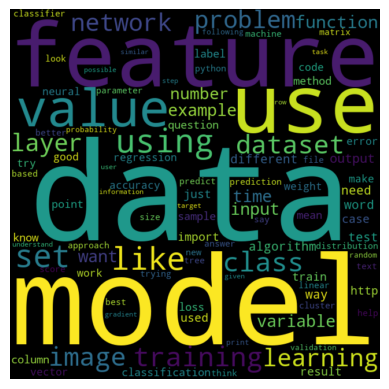 classifier network problem function
look similar following machine matrix
possible label task
feature
step python code
neural parameter number method
value use
better probability row
layer using dataset
example
question
try good regression different file error
based user output
data
predict prediction make
accuracy weight need
information target
point just time input word
size sample mean case
know understand approach import answer say algorithm distribution test
set like class
want trying new tree text random
work train
model
best loss linear way http
given used cluster variable
gradient help
image training learning
column print validation
vector classification think result